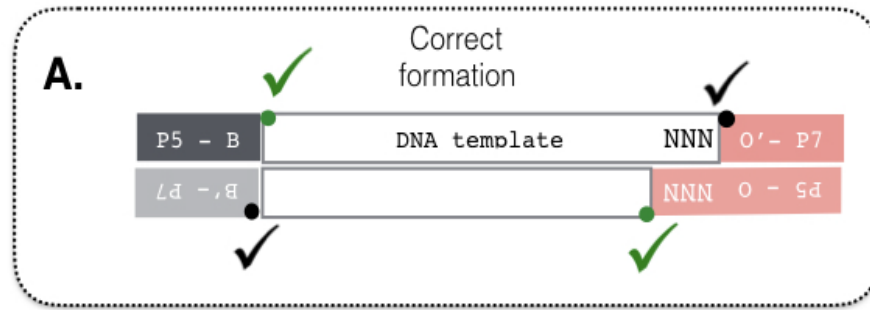 Correct
formation
A.
P5 - B DNA template NNN O’- P7
B’- P7 NNN O - P5